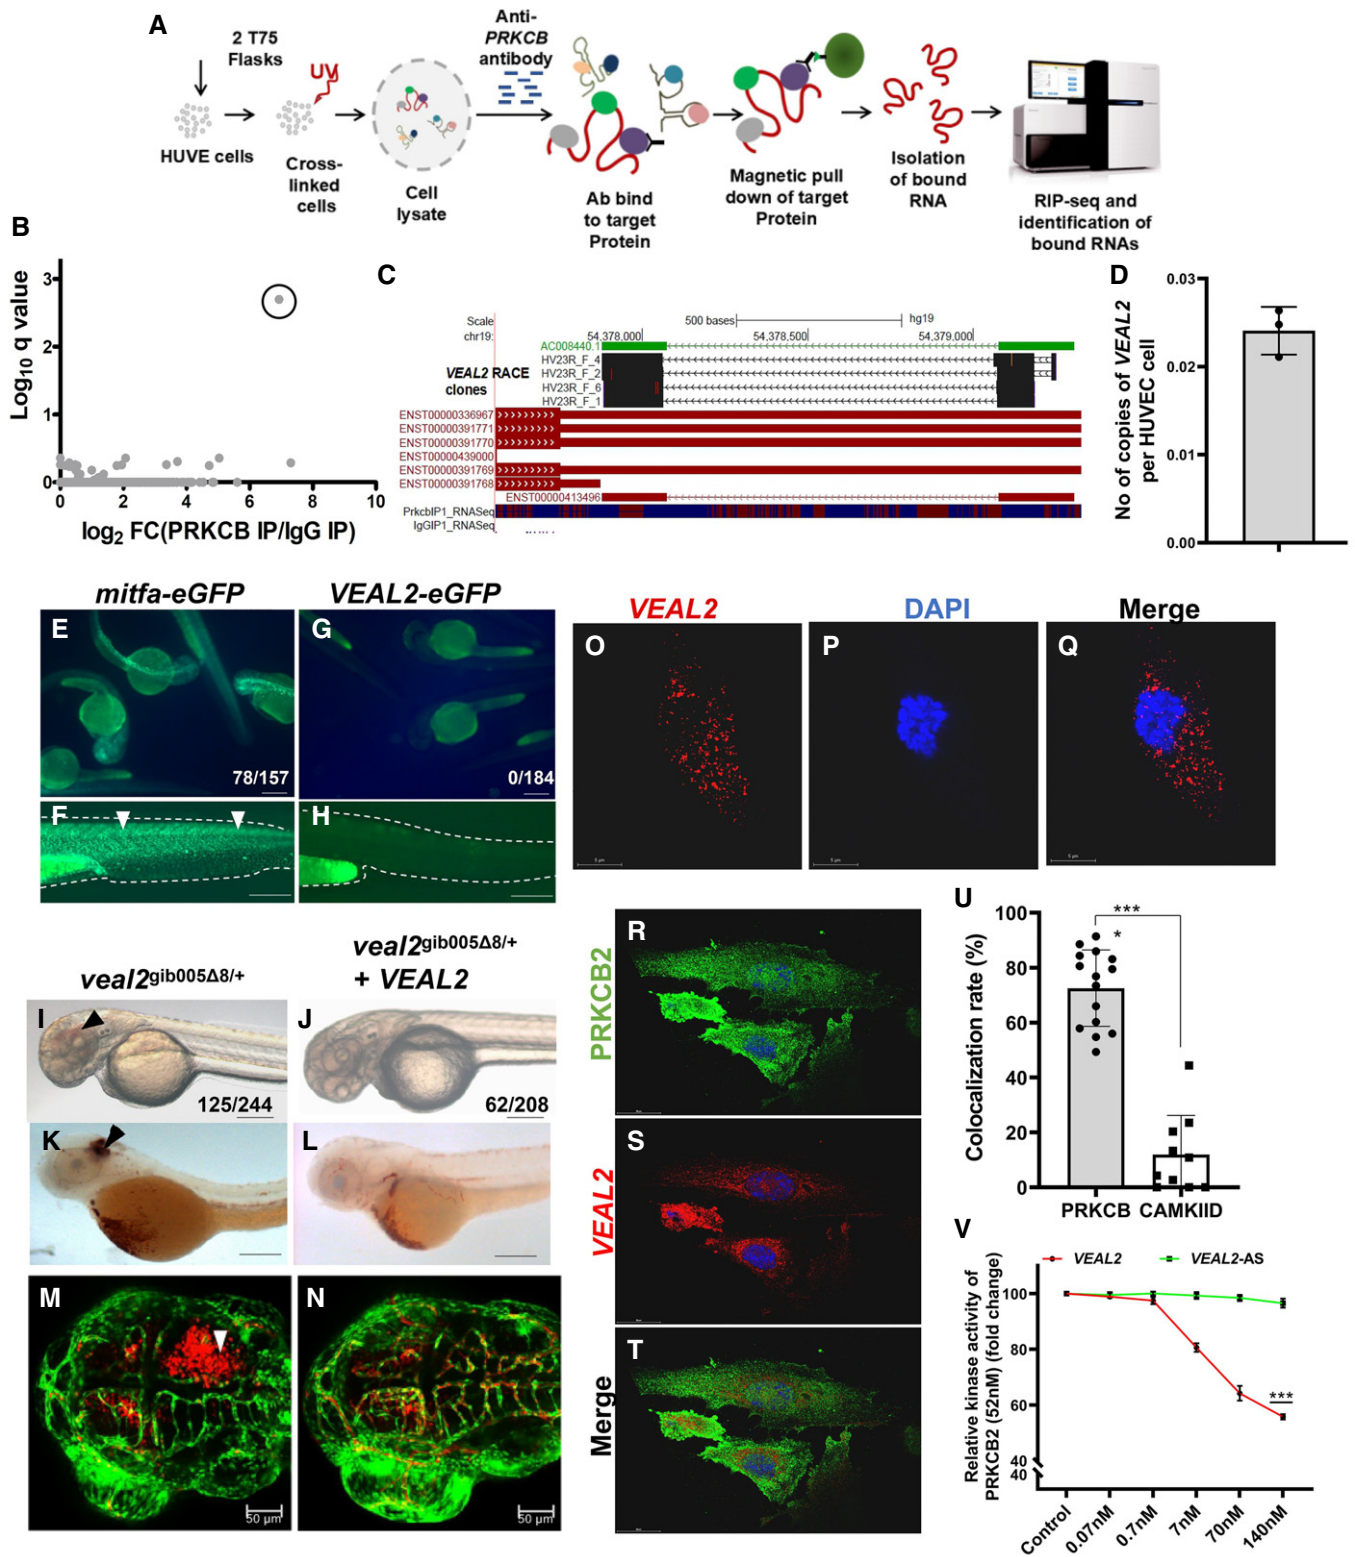 A
2 T75
Flasks
HUVE cells
UV
Cross-
linked
cells
Cell
lysate
Anti-
PRKCB
antibody
Ab bind
to target
Protein
Magnetic pull
down of target
Protein
Isolation
of bound
RNA
RIP-seq and
identification of
bound RNAs
B
Log10 q value
3
2
1
0
0 2 4 6 8 10
log2 FC(PRKCB IP/IgG IP)
C
Scale
500 bases
hg19
chr19:
54,378,000
54,378,500
54,379,000
AC008440.1
VEAL2 RACE
clones
HV23R_F_4
HV23R_F_2
HV23R_F_6
HV23R_F_1
ENST00000336967
ENST00000391771
ENST00000391770
ENST00000439000
ENST00000391769
ENST00000391768
ENST00000413496
PrkcbIP1_RNASeq
IgGIP1_RNASeq
D
No of copies of VEAL2
per HUVEC cell
0.03
0.02
0.01
0.00
mitfa-eGFP
VEAL2-eGFP
E
78/157
G
0/184
F
H
veal2gib005Δ8/+
veal2gib005Δ8/+
+ VEAL2
I
125/244
J
62/208
K
L
M
50 μm
N
50 μm
VEAL2
DAPI
Merge
O
5 μm
P
5 μm
Q
5 μm
PRKCB2
R
VEAL2
S
Merge
T
U
Colocalization rate (%)
100
80
60
40
20
0
***
*
PRKCB CAMKIID
V
VEAL2
VEAL2-AS
Relative kinase activity of
PRKCB2 (52nM) (fold change)
100
80
60
40
40
***
Control
0.07nM
0.7nM
7nM
70nM
140nM